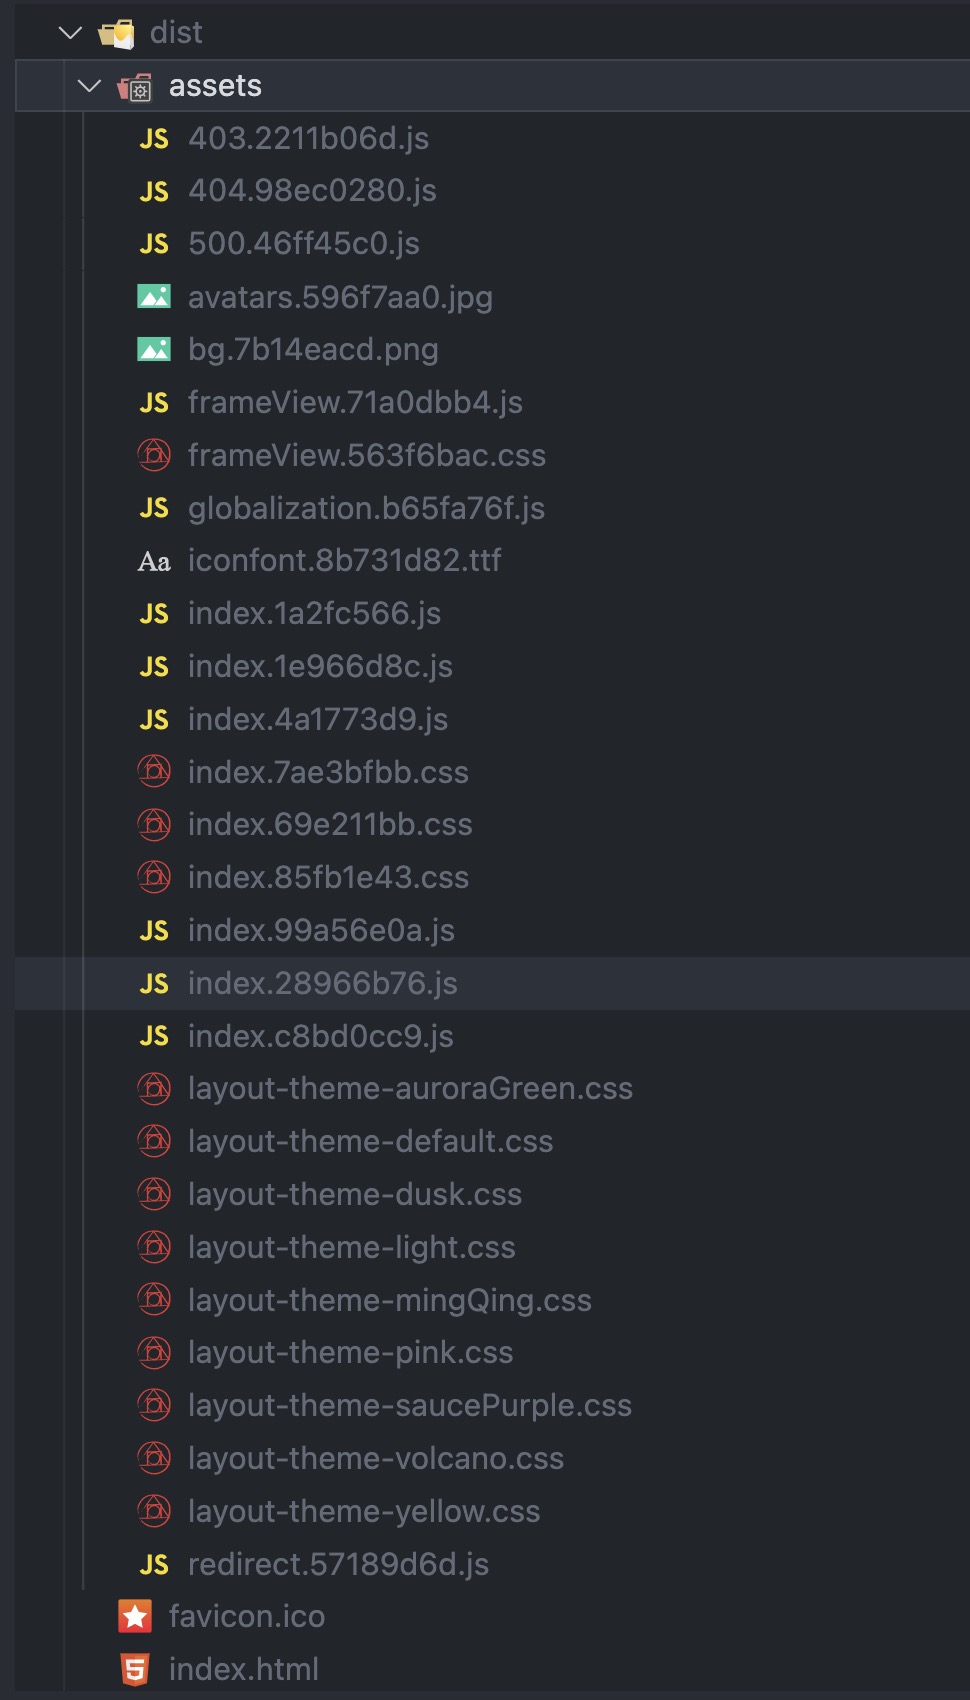 dist
assets
JS 403.2211b06d.js
JS 404.98ec0280.js
JS 500.46ff45c0.js
avatars.596f7aa0.jpg
bg.7b14eacd.png
JS frameView.71a0dbb4.js
frameView.563f6bac.css
JS globalization.b65fa76f.js
Aa iconfont.8b731d82.ttf
JS index.1a2fc566.js
JS index.1e966d8c.js
JS index.4a1773d9.js
index.7ae3bfbb.css
index.69e211bb.css
index.85fb1e43.css
JS index.99a56e0a.js
JS index.28966b76.js
JS index.c8bd0cc9.js
layout-theme-auroraGreen.css
layout-theme-default.css
layout-theme-dusk.css
layout-theme-light.css
layout-theme-mingQing.css
layout-theme-pink.css
layout-theme-saucePurple.css
layout-theme-volcano.css
layout-theme-yellow.css
JS redirect.57189d6d.js
favicon.ico
5 index.html